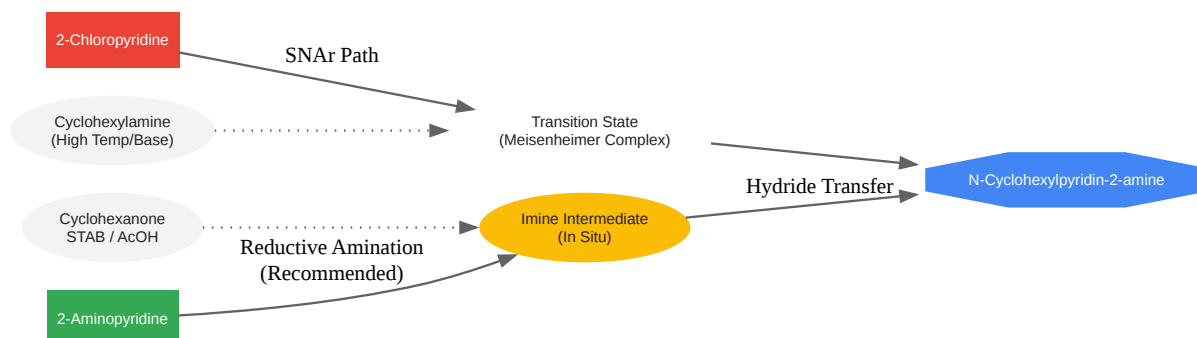 2-Chloropyridine
SNAr Path
Cyclohexylamine
(High Temp/Base)
Transition State
(Meisenheimer Complex)
N-Cyclohexylpyridin-2-amine
Hydride Transfer
Cyclohexanone
STAB / AcOH
Imine Intermediate
(In Situ)
Reductive Amination
(Recommended)
2-Aminopyridine